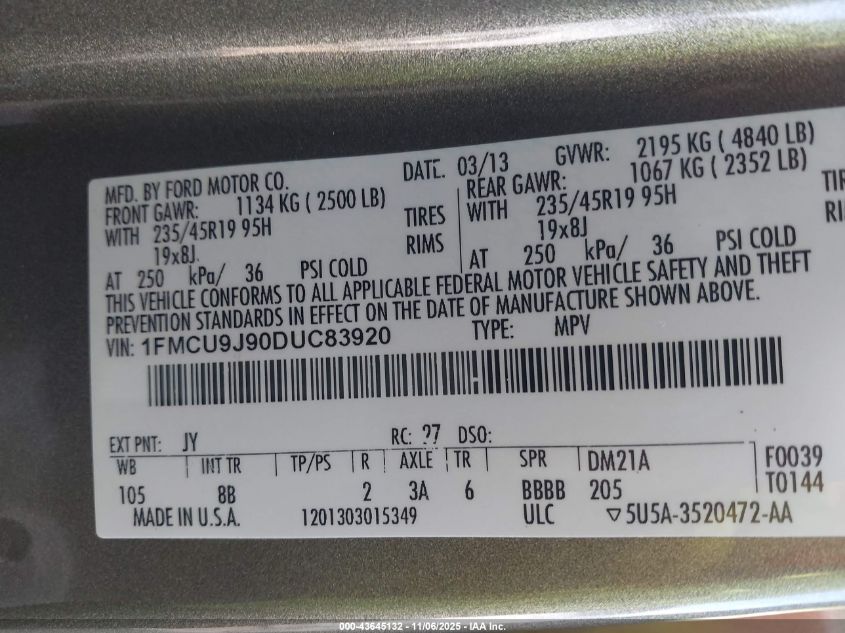 MFD. BY FORD MOTOR CO.
DATE. 03/13 GVWR: 2195 KG ( 4840 LB)
FRONT GAWR: 1134 KG ( 2500 LB) REAR GAWR: 1067 KG ( 2352 LB)
WITH 235/45R19 95H TIRES WITH 235/45R19 95H
19x8J. RIMS 19x8J
AT 250 kPa/ 36 PSI COLD AT 250 kPa/ 36 PSI COLD
THIS VEHICLE CONFORMS TO ALL APPLICABLE FEDERAL MOTOR VEHICLE SAFETY AND THEFT
PREVENTION STANDARDS IN EFFECT ON THE DATE OF MANUFACTURE SHOWN ABOVE.
VIN: 1FMCU9J90DUC83920 TYPE: MPV
EXT PNT: JY RC: DSO:
WB INT TR TP/PS R AXLE TR SPR DM21A F0039
105 8B 2 3A 6 BBBB 205 T0144
MADE IN U.S.A. 1201303015349 ULC ▽5U5A-3520472-AA
000-43645132 - 11/06/2025 - IAA Inc.